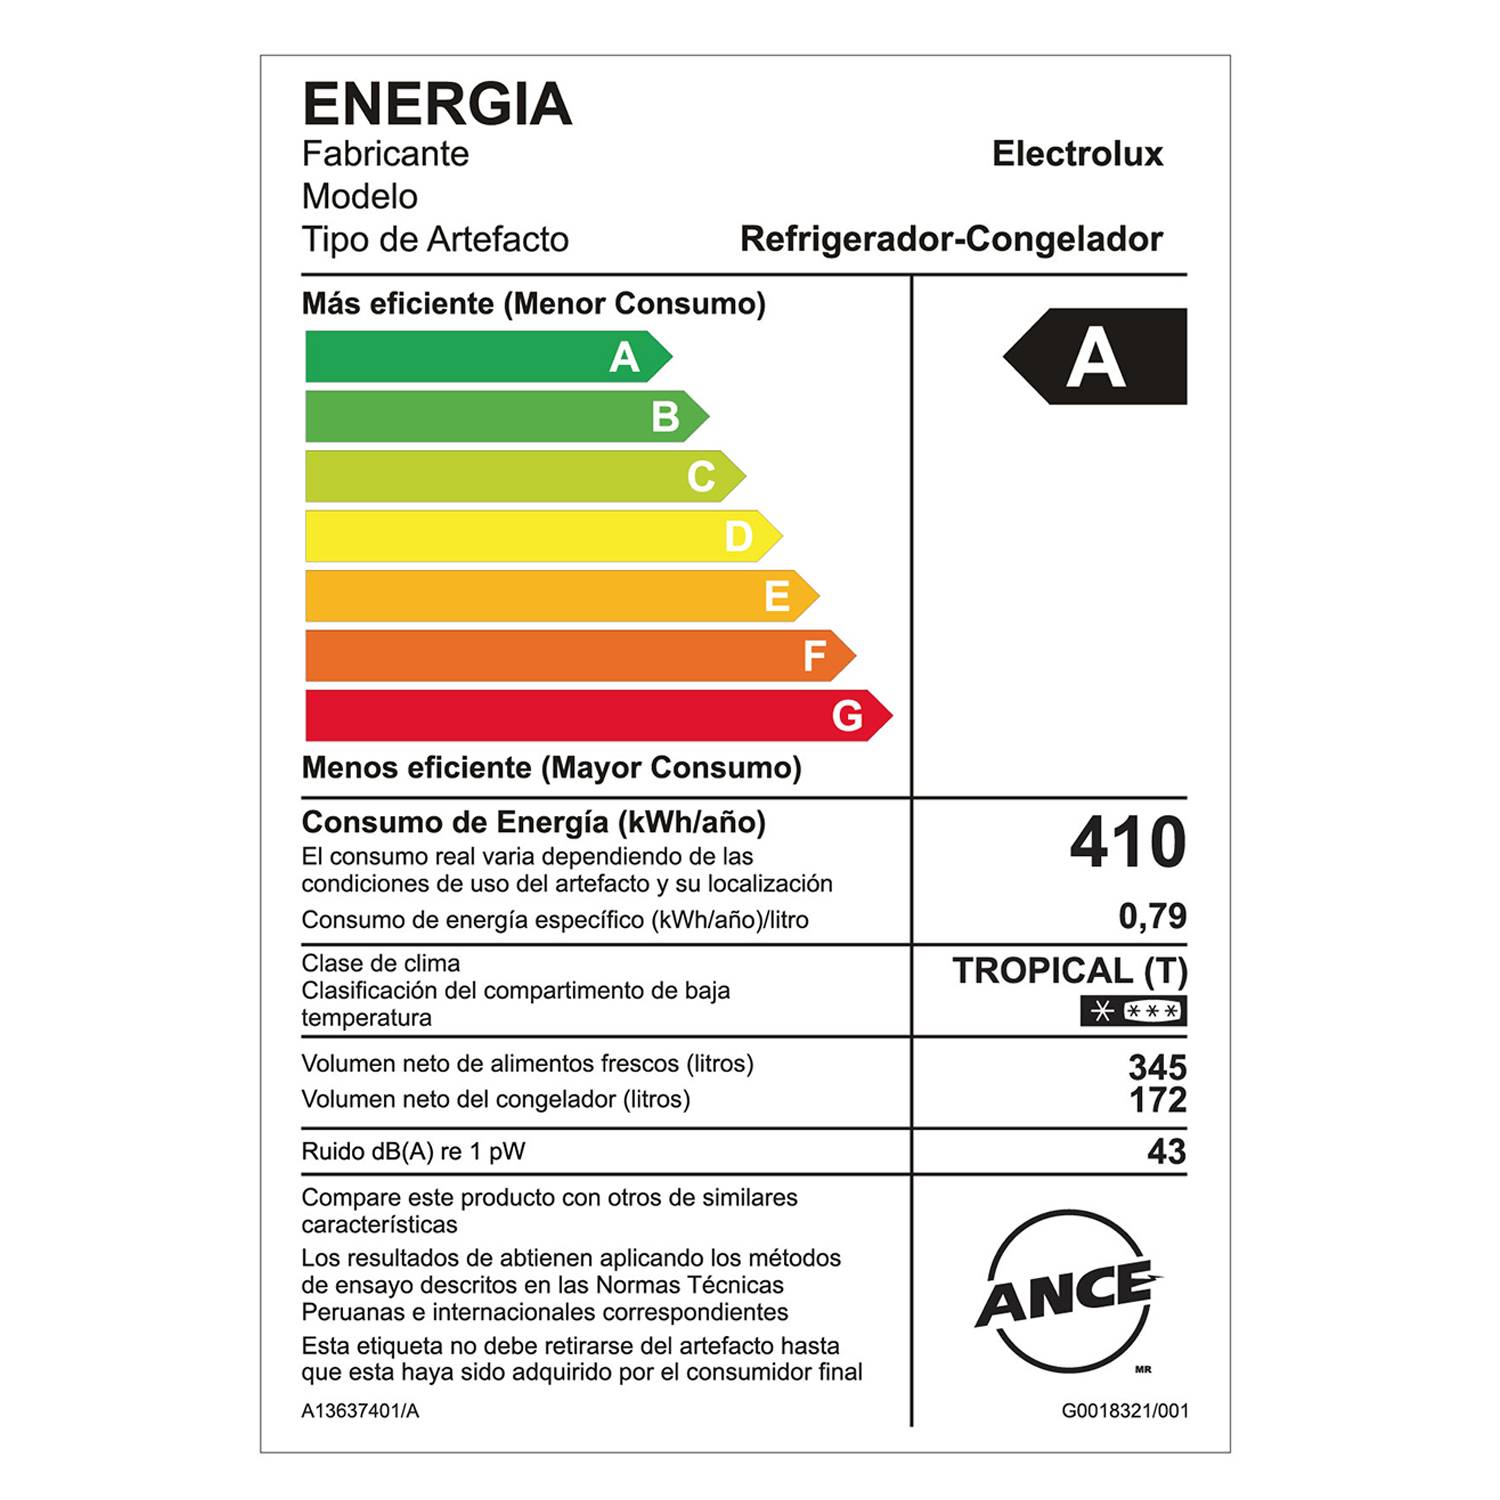 ENERGIA
Fabricante Electrolux
Modelo
Tipo de Artefacto Refrigerador-Congelador
Más eficiente (Menor Consumo)
A A
B
C
D
E
F
G
Menos eficiente (Mayor Consumo)
Consumo de Energía (kWh/año) 410
El consumo real varia dependiendo de las
condiciones de uso del artefacto y su localización
Consumo de energía específico (kWh/año)/litro 0,79
Clase de clima TROPICAL (T)
Clasificación del compartimento de baja
temperatura
Volumen neto de alimentos frescos (litros) 345
Volumen neto del congelador (litros) 172
Ruido dB(A) re 1 pW 43
Compare este producto con otros de similares
características
Los resultados de abtienen aplicando los métodos
de ensayo descritos en las Normas Técnicas
Peruanas e internacionales correspondientes
Esta etiqueta no debe retirarse del artefacto hasta
que esta haya sido adquirido por el consumidor final
ANCE
MR
A13637401/A G0018321/001